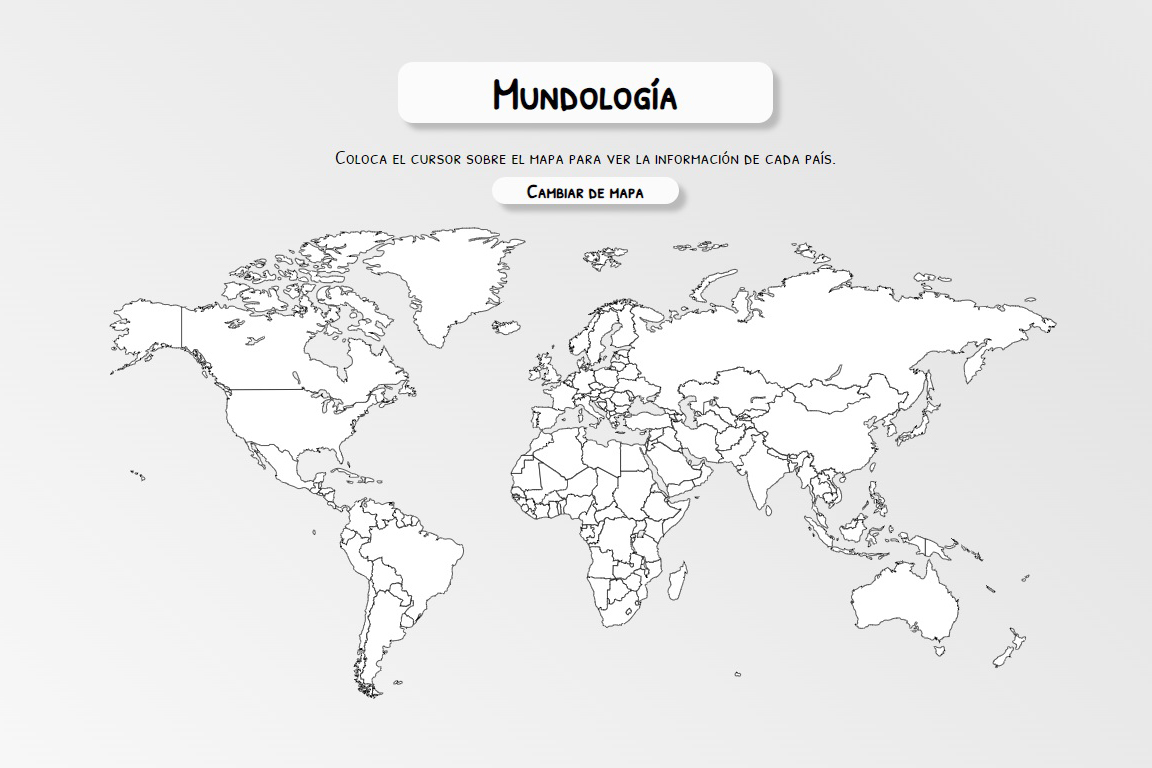 Mundología
Coloca el cursor sobre el mapa para ver la información de cada país.
Cambiar de mapa